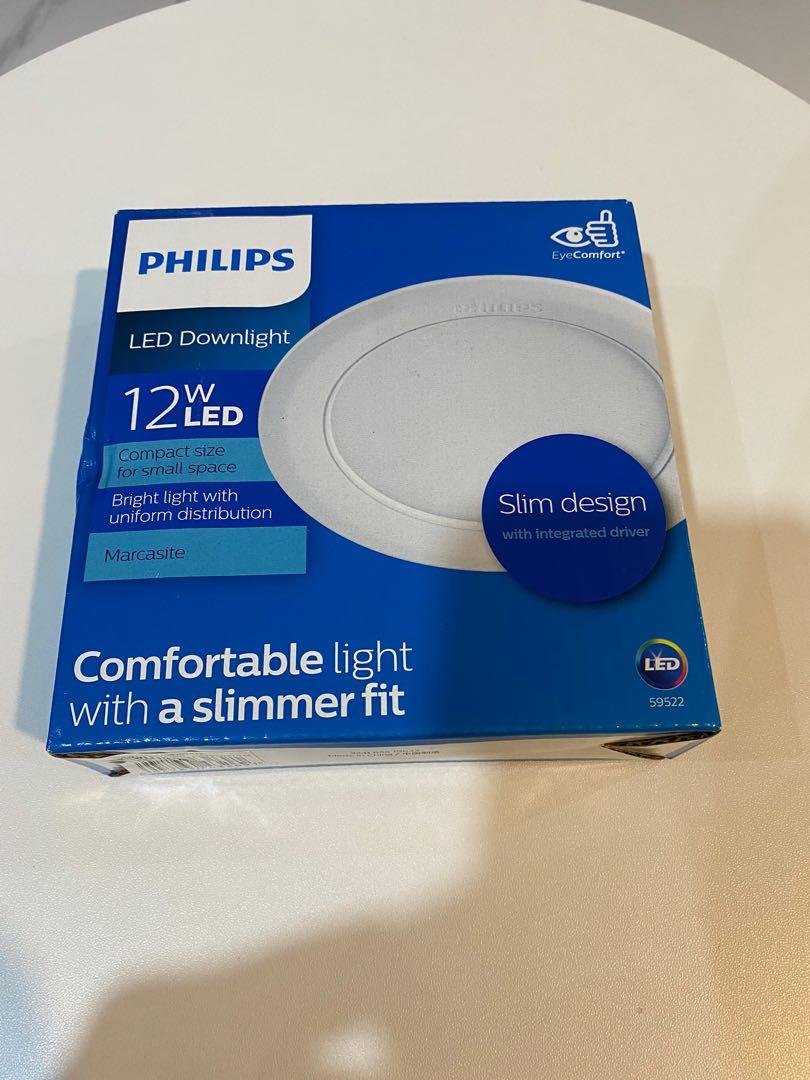 PHILIPS
EyeComfort*
LED Downlight
PHILIPS
12W LED
Compact size
for small space
Bright light with
uniform distribution
Marcasite
Slim design
with integrated driver
Comfortable light
with a slimmer fit
LED
59522